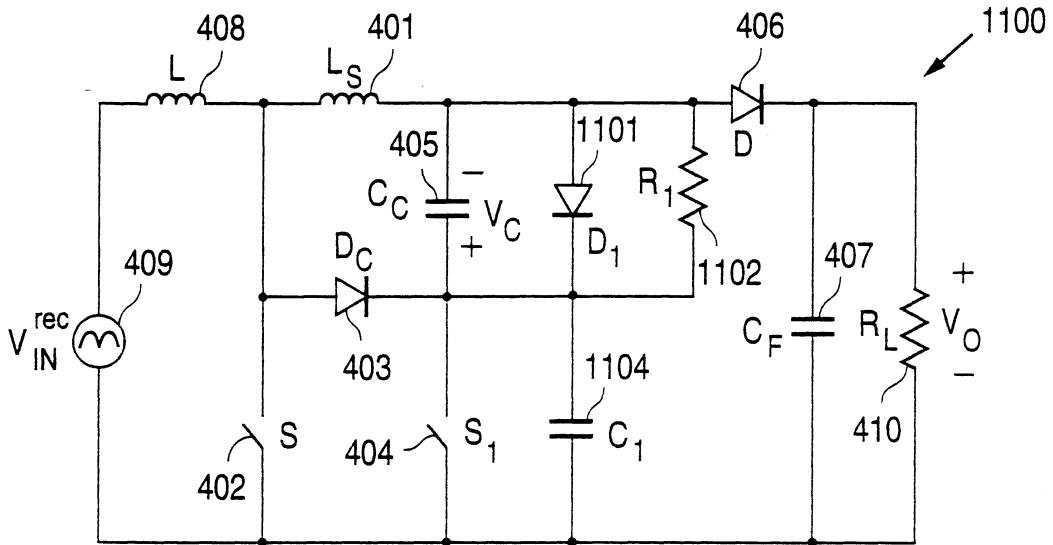 408
401
406
1100
L
L_S
D
405
1101
−
C_C
V_C
+
R_1
D_1
1102
407
409
D_C
V_IN^rec
403
1104
C_F
R_L
+
V_O
−
410
402
S
404
S_1
C_1